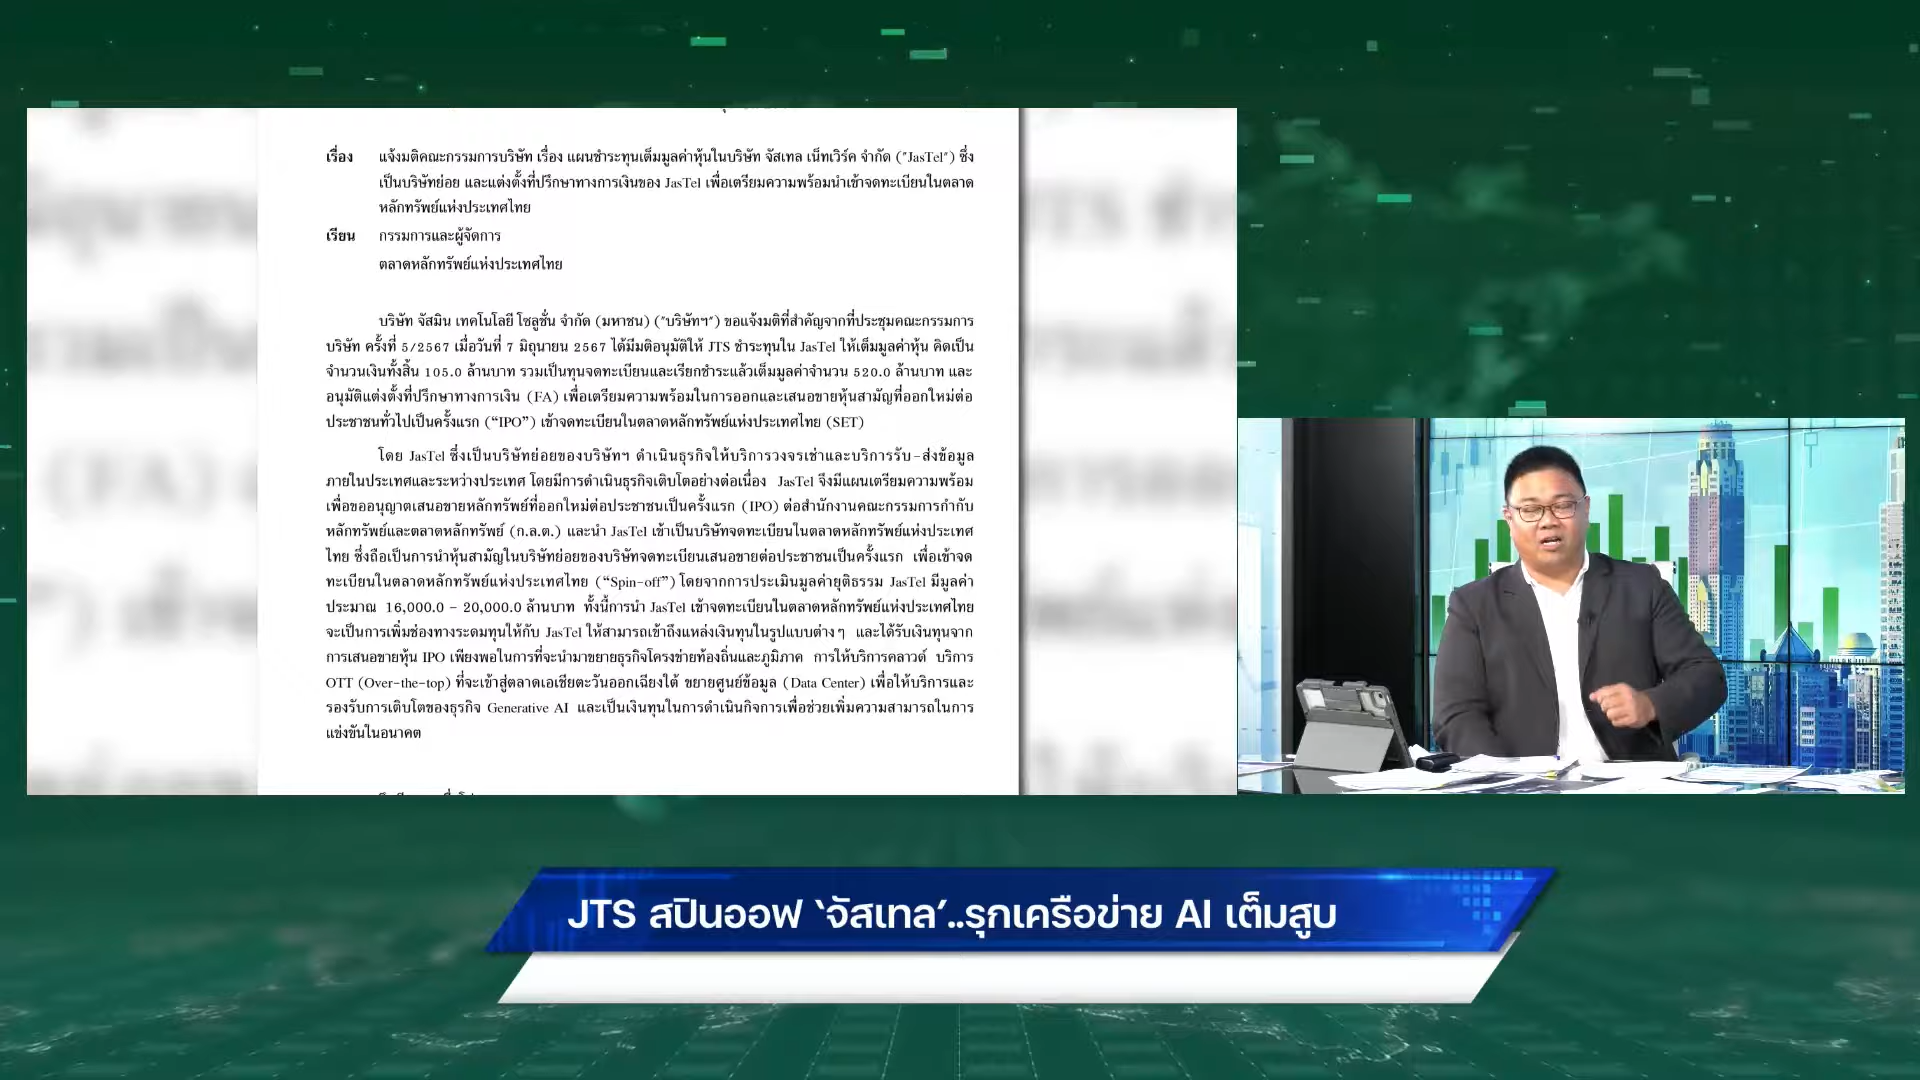 เรื่อง แจ้งมติคณะกรรมการบริษัท เรื่อง แผนชำระทุนเต็มมูลค่าหุ้นในบริษัท จัสเทล เน็ทเวิร์ค จำกัด ("JasTel") ซึ่ง
เป็นบริษัทย่อย และแต่งตั้งที่ปรึกษาทางการเงินของ JasTel เพื่อเตรียมความพร้อมนำเข้าจดทะเบียนในตลาด
หลักทรัพย์แห่งประเทศไทย
เรียน กรรมการและผู้จัดการ
ตลาดหลักทรัพย์แห่งประเทศไทย
บริษัท จัสมิน เทคโนโลยี โซลูชั่น จำกัด (มหาชน) ("บริษัทฯ") ขอแจ้งมติที่สำคัญจากที่ประชุมคณะกรรมการ
บริษัท ครั้งที่ 5/2567 เมื่อวันที่ 7 มิถุนายน 2567 ได้มีมติอนุมัติให้ JTS ชำระทุนใน JasTel ให้เต็มมูลค่าหุ้น คิดเป็น
จำนวนเงินทั้งสิ้น 105.0 ล้านบาท รวมเป็นทุนจดทะเบียนและเรียกชำระแล้วเต็มมูลค่าจำนวน 520.0 ล้านบาท และ
อนุมัติแต่งตั้งที่ปรึกษาทางการเงิน (FA) เพื่อเตรียมความพร้อมในการออกและเสนอขายหุ้นสามัญที่ออกใหม่ต่อ
ประชาชนทั่วไปเป็นครั้งแรก (“IPO”) เข้าจดทะเบียนในตลาดหลักทรัพย์แห่งประเทศไทย (SET)
โดย JasTel ซึ่งเป็นบริษัทย่อยของบริษัทฯ ดำเนินธุรกิจให้บริการวงจรเช่าและบริการรับ-ส่งข้อมูล
ภายในประเทศและระหว่างประเทศ โดยมีการดำเนินธุรกิจเติบโตอย่างต่อเนื่อง JasTel จึงมีแผนเตรียมความพร้อม
เพื่อขออนุญาตเสนอขายหลักทรัพย์ที่ออกใหม่ต่อประชาชนเป็นครั้งแรก (IPO) ต่อสำนักงานคณะกรรมการกำกับ
หลักทรัพย์และตลาดหลักทรัพย์ (ก.ล.ต.) และนำ JasTel เข้าเป็นบริษัทจดทะเบียนในตลาดหลักทรัพย์แห่งประเทศ
ไทย ซึ่งถือเป็นการนำหุ้นสามัญในบริษัทย่อยของบริษัทจดทะเบียนเสนอขายต่อประชาชนเป็นครั้งแรก เพื่อเข้าจด
ทะเบียนในตลาดหลักทรัพย์แห่งประเทศไทย (“Spin-off”) โดยจากการประเมินมูลค่ายุติธรรม JasTel มีมูลค่า
ประมาณ 16,000.0 – 20,000.0 ล้านบาท ทั้งนี้การนำ JasTel เข้าจดทะเบียนในตลาดหลักทรัพย์แห่งประเทศไทย
จะเป็นการเพิ่มช่องทางระดมทุนให้กับ JasTel ให้สามารถเข้าถึงแหล่งเงินทุนในรูปแบบต่างๆ และได้รับเงินทุนจาก
การเสนอขายหุ้น IPO เพียงพอในการที่จะนำมาขยายธุรกิจโครงข่ายท้องถิ่นและภูมิภาค การให้บริการคลาวด์ บริการ
OTT (Over-the-top) ที่จะเข้าสู่ตลาดเอเชียตะวันออกเฉียงใต้ ขยายศูนย์ข้อมูล (Data Center) เพื่อให้บริการและ
รองรับการเติบโตของธุรกิจ Generative AI และเป็นเงินทุนในการดำเนินกิจการเพื่อช่วยเพิ่มความสามารถในการ
แข่งขันในอนาคต
JTS สปินออฟ ‘จัสเทล’..รุกเครือข่าย AI เต็มสูบ